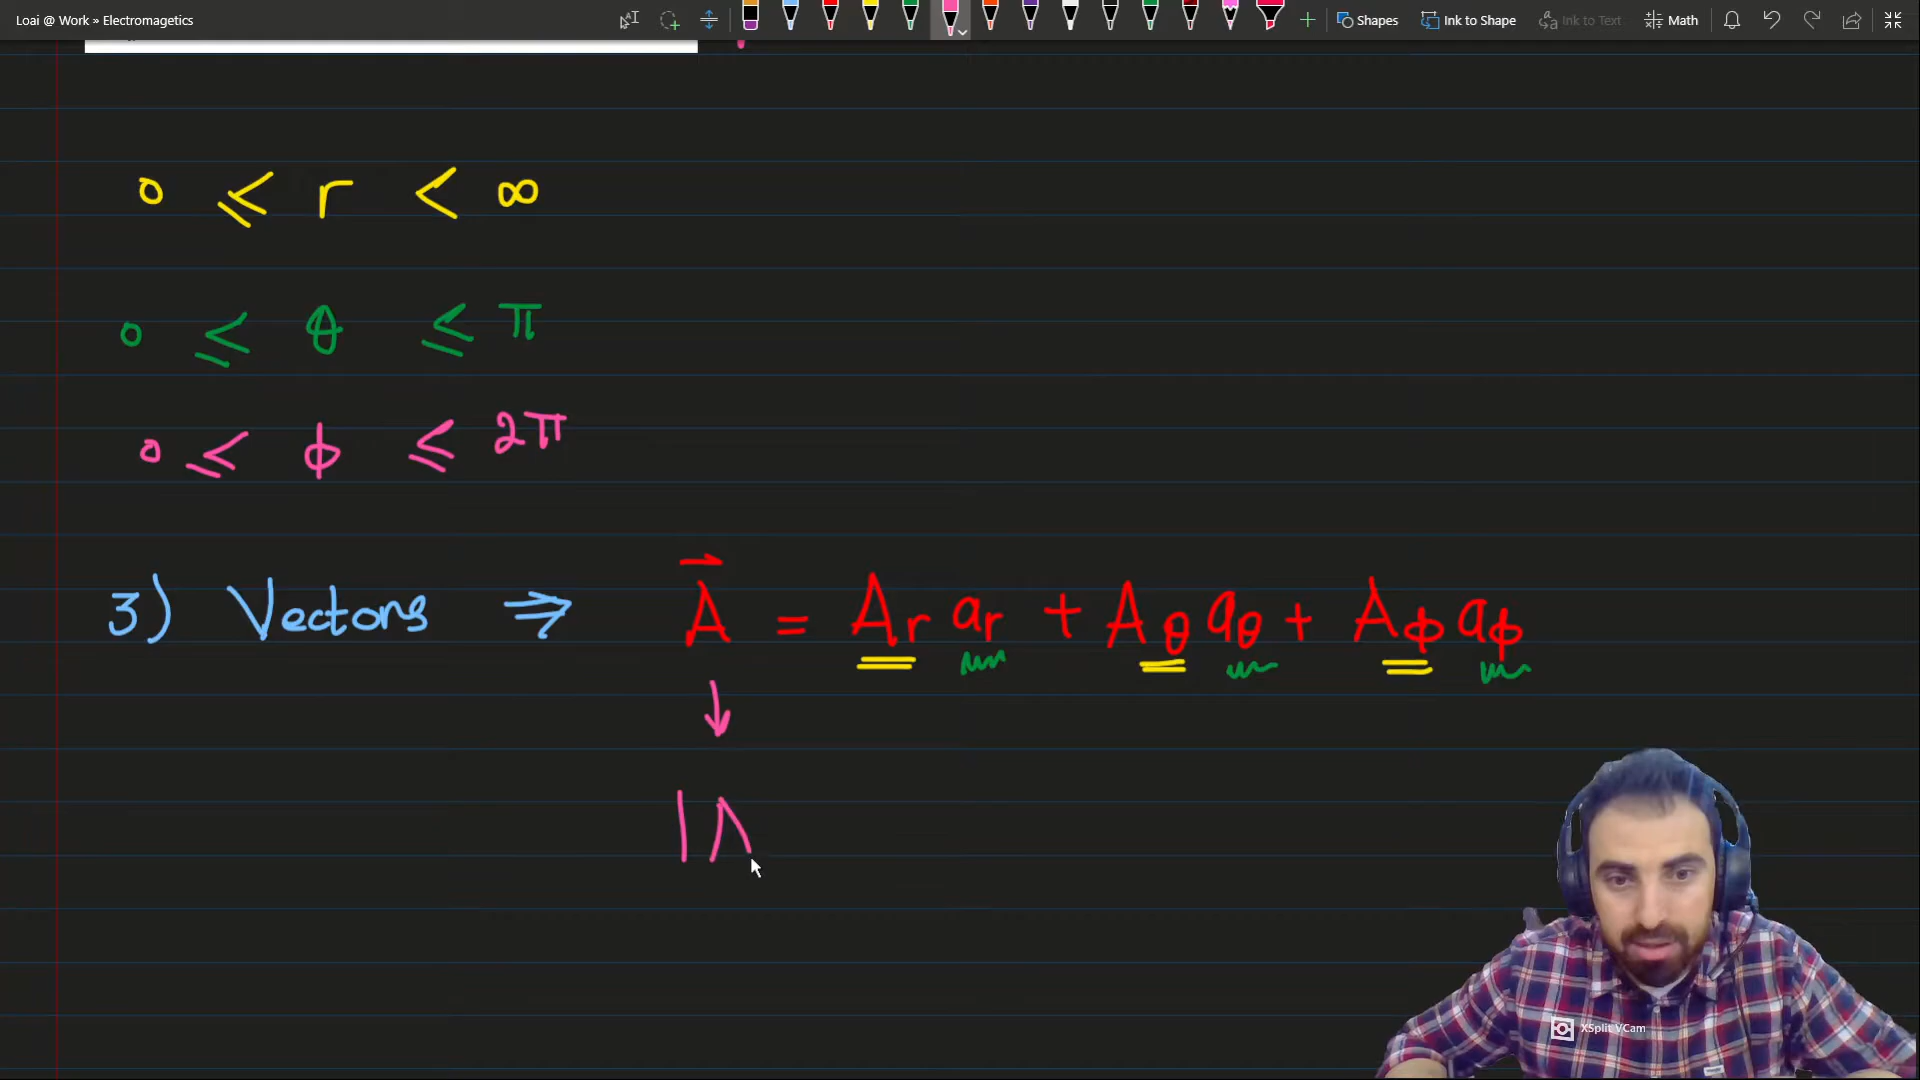 Loai @ Work » Electromagetics
Shapes Ink to Shape Ink to Text Math
0 ≤ r < ∞
0 ≤ θ ≤ π
0 ≤ ϕ ≤ 2π
3) Vectors ⇒ A⃗ = Ar ar + Aθ aθ + Aϕ aϕ
↓
|A
XSplit VCam